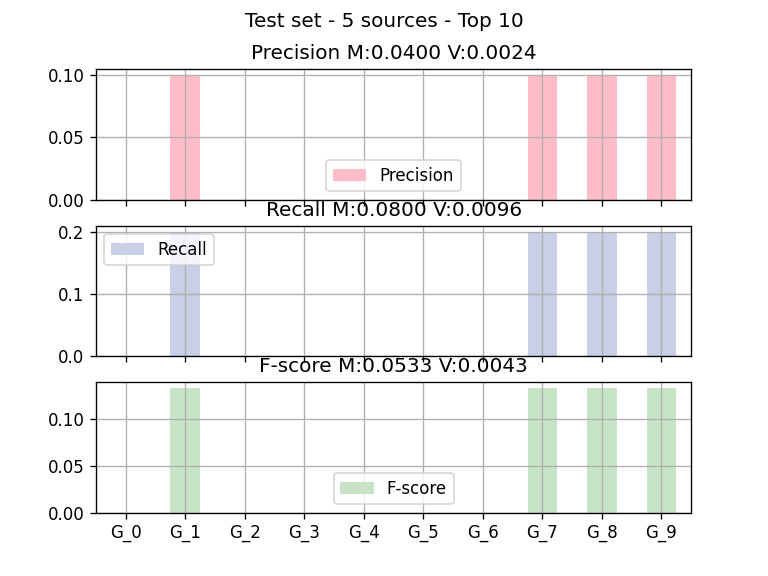 Test set - 5 sources - Top 10
Precision M:0.0400 V:0.0024
0.10
0.05
0.00
Precision
Recall M:0.0800 V:0.0096
0.2
0.1
0.0
Recall
F-score M:0.0533 V:0.0043
0.10
0.05
0.00
F-score
G_0 G_1 G_2 G_3 G_4 G_5 G_6 G_7 G_8 G_9